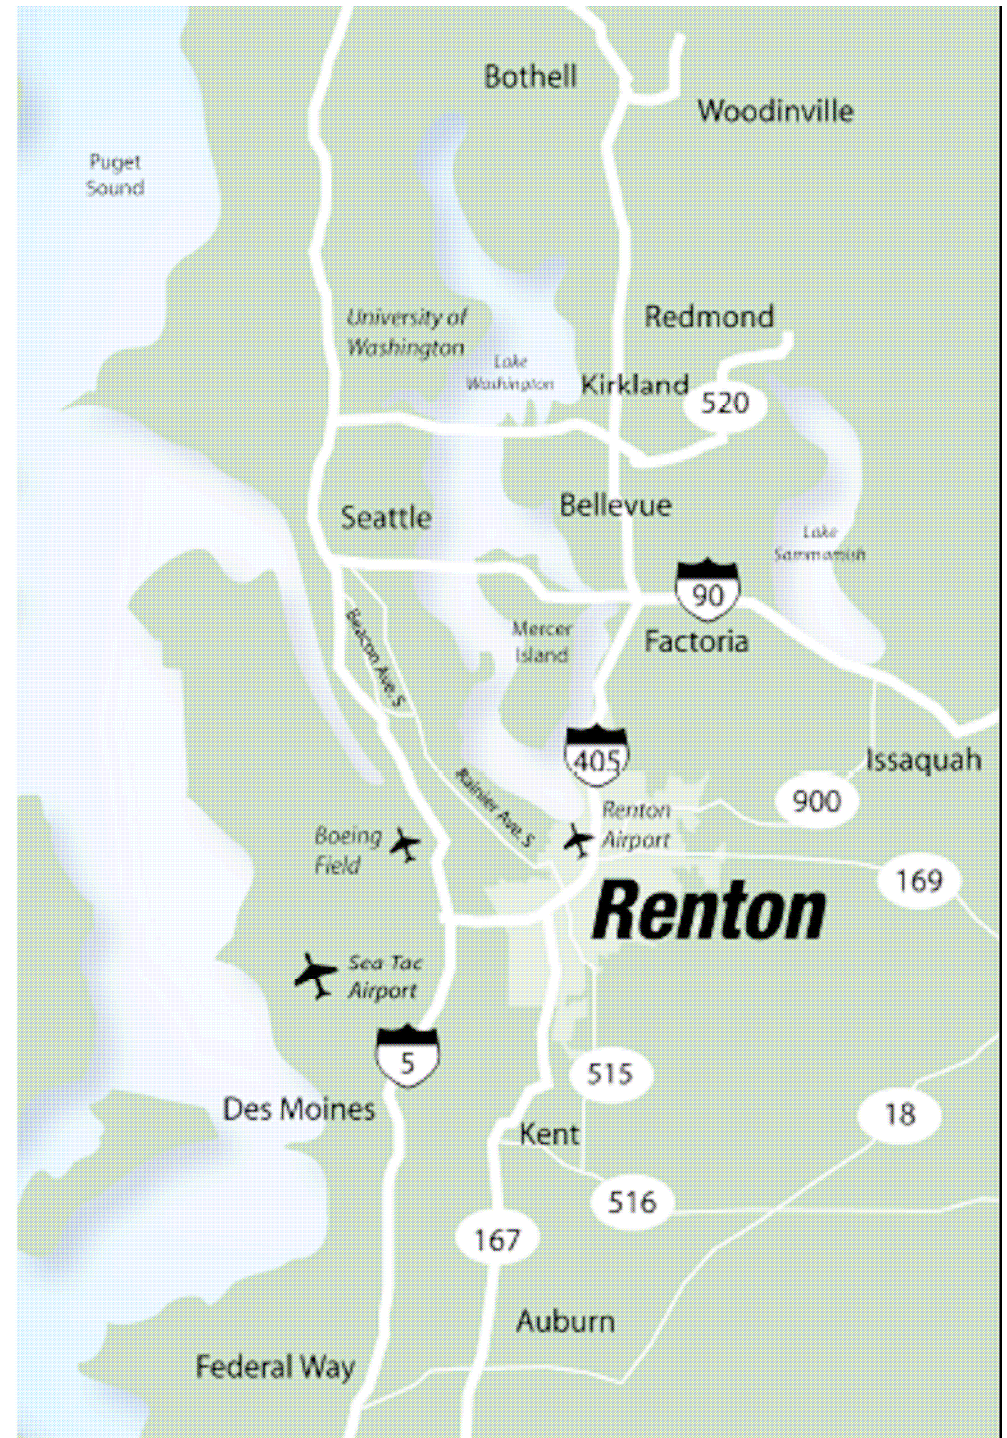 Bothell
Woodinville
Puget
Sound
University of
Washington
Redmond
Lake
Washington
Kirkland
520
Seattle
Bellevue
Lake
Sammamish
90
Beacon Ave. S
Mercer
Island
Factoria
405
Issaquah
Rainier Ave. S
900
Renton
Airport
Boeing
Field
169
Renton
Sea Tac
Airport
5
515
Des Moines
18
Kent
516
167
Auburn
Federal Way